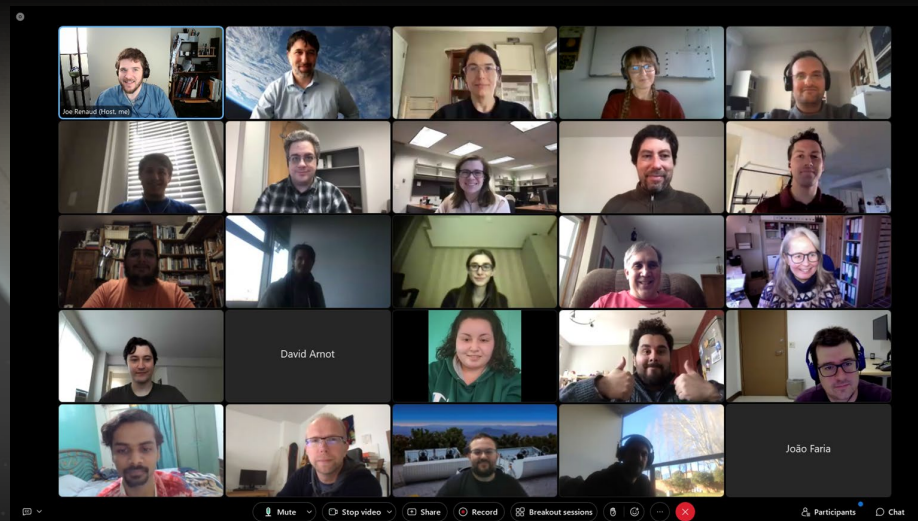 Joe Renaud (Host, me)
David Arnot
João Faria
Mute
Stop video
Share
Record
Breakout sessions
Participants
Chat